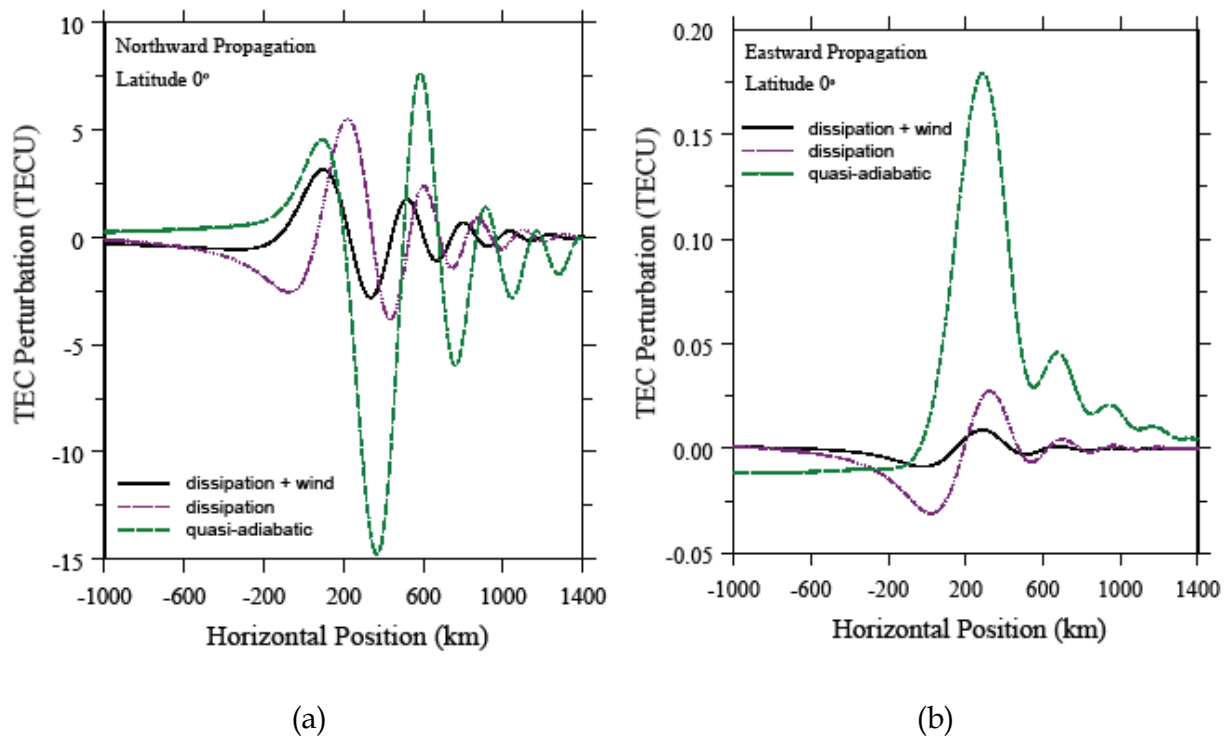 Northward Propagation
Latitude 0°
dissipation + wind
dissipation
quasi-adiabatic
TEC Perturbation (TECU)
10
5
0
-5
-10
-15
-1000 -600 -200 200 600 1000 1400
Horizontal Position (km)
(a)
Eastward Propagation
Latitude 0°
dissipation + wind
dissipation
quasi-adiabatic
TEC Perturbation (TECU)
0.20
0.15
0.10
0.05
0.00
-0.05
-1000 -600 -200 200 600 1000 1400
Horizontal Position (km)
(b)